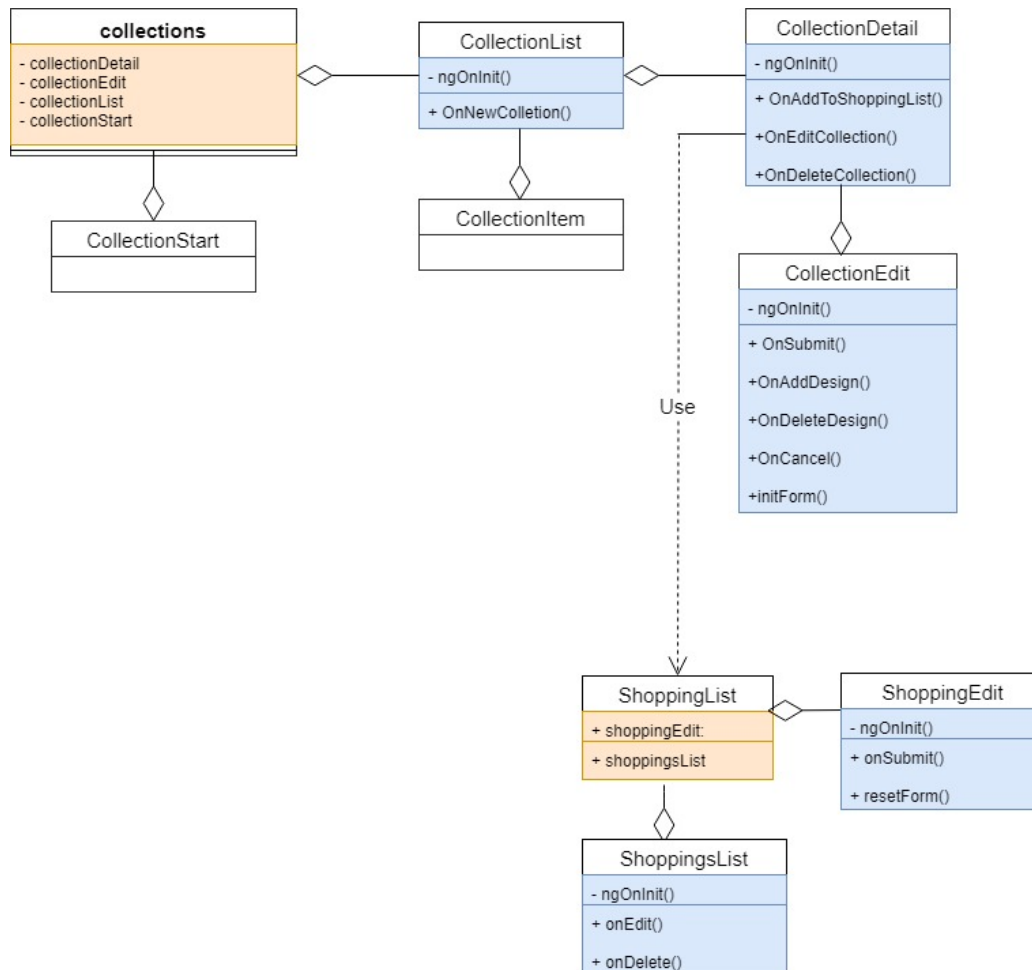 collections
- collectionDetail
- collectionEdit
- collectionList
- collectionStart
CollectionStart
CollectionList
- ngOnInit()
+ OnNewColletion()
CollectionItem
CollectionDetail
- ngOnInit()
+ OnAddToShoppingList()
+OnEditCollection()
+OnDeleteCollection()
CollectionEdit
- ngOnInit()
+ OnSubmit()
+OnAddDesign()
+OnDeleteDesign()
+OnCancel()
+initForm()
Use
ShoppingList
+ shoppingEdit:
+ shoppingsList
ShoppingEdit
- ngOnInit()
+ onSubmit()
+ resetForm()
ShoppingsList
- ngOnInit()
+ onEdit()
+ onDelete()